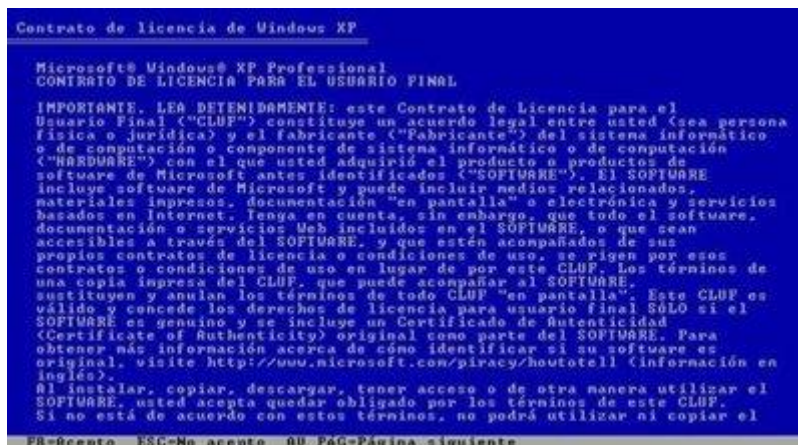 Contrato de licencia de Windows XP
Microsoft® Windows® XP Professional
CONTRATO DE LICENCIA PARA EL USUARIO FINAL
IMPORTANTE. LEA DETENIDAMENTE: este Contrato de Licencia para el
Usuario Final ("CLUF") constituye un acuerdo legal entre usted (sea persona
física o jurídica) y el fabricante ("Fabricante") del sistema informático
o de computación o componente de sistema informático o de computación
("HARDWARE") con el que usted adquirió el producto o productos de
software de Microsoft antes identificados ("SOFTWARE"). El SOFTWARE
incluye software de Microsoft y puede incluir medios relacionados,
materiales impresos, documentación "en pantalla" o electrónica y servicios
basados en Internet. Tenga en cuenta, sin embargo, que todo el software,
documentación o servicios Web incluidos en el SOFTWARE, o que sean
accesibles a través del SOFTWARE, y que estén acompañados de sus
propios contratos de licencia o condiciones de uso, se rigen por esos
contratos o condiciones de uso en lugar de por este CLUF. Los términos de
una copia impresa del CLUF, que puede acompañar al SOFTWARE,
sustituyen y anulan los términos de todo CLUF "en pantalla". Este CLUF es
válido y concede los derechos de licencia para usuario final SÓLO si el
SOFTWARE es genuino y se incluye un Certificado de Autenticidad
(Certificate of Authenticity) original como parte del SOFTWARE. Para
obtener más información acerca de cómo identificar si su software es
original, visite http://www.microsoft.com/piracy/howtotell (información en
inglés).
Al instalar, copiar, descargar, tener acceso o de otra manera utilizar el
SOFTWARE, usted acepta quedar obligado por los términos de este CLUF.
Si no está de acuerdo con estos términos, no podrá utilizar ni copiar el
F8=Acepto ESC=No acepto AV PÁG=Página siguiente